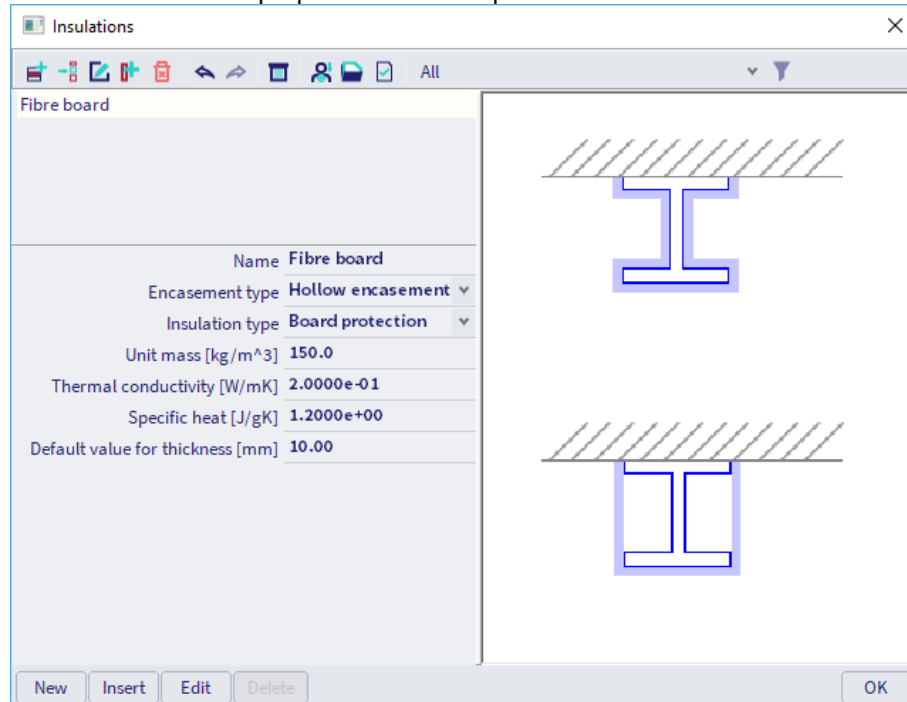 Insulations
All
Fibre board
Name Fibre board
Encasement type Hollow encasement
Insulation type Board protection
Unit mass [kg/m^3] 150.0
Thermal conductivity [W/mK] 2.0000e-01
Specific heat [J/gK] 1.2000e+00
Default value for thickness [mm] 10.00
New Insert Edit Delete OK